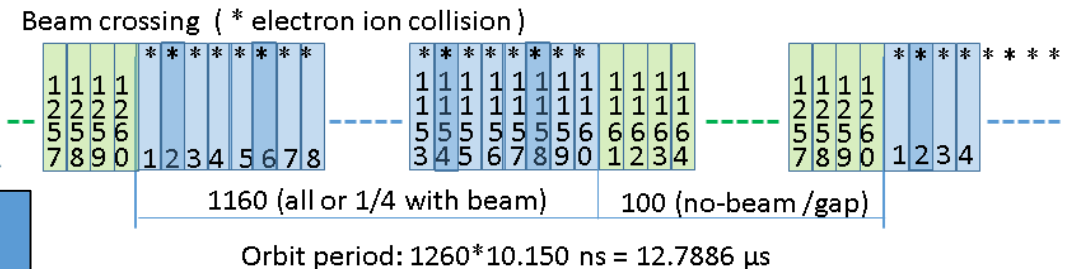 Beam crossing ( * electron ion collision )
* * * * * * * * * * * * * * * * * * * * * * * *
1257 1258 1259 1260 1 2 3 4 5 6 7 8 1153 1154 1155 1156 1157 1158 1159 1160 1161 1162 1163 1164 1257 1258 1259 1260 1 2 3 4
1160 (all or 1/4 with beam) 100 (no-beam /gap)
Orbit period: 1260*10.150 ns = 12.7886 µs